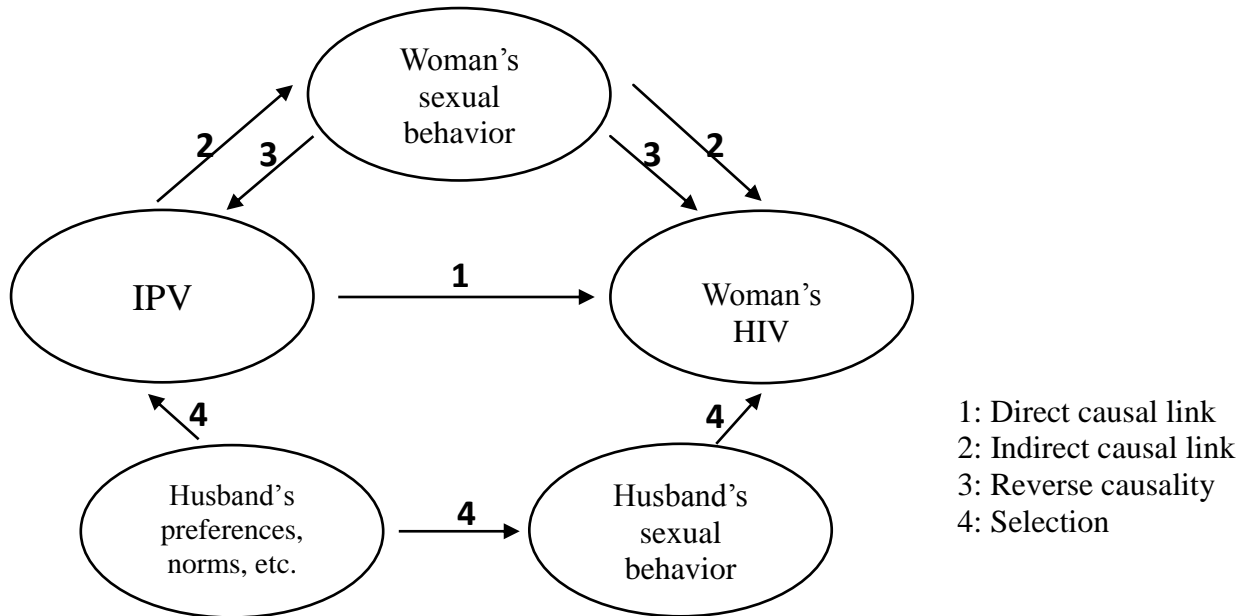 Woman’s
sexual
behavior
2
3
3
2
IPV
1
Woman’s
HIV
4
4
Husband’s
preferences,
norms, etc.
4
Husband’s
sexual
behavior
1: Direct causal link
2: Indirect causal link
3: Reverse causality
4: Selection